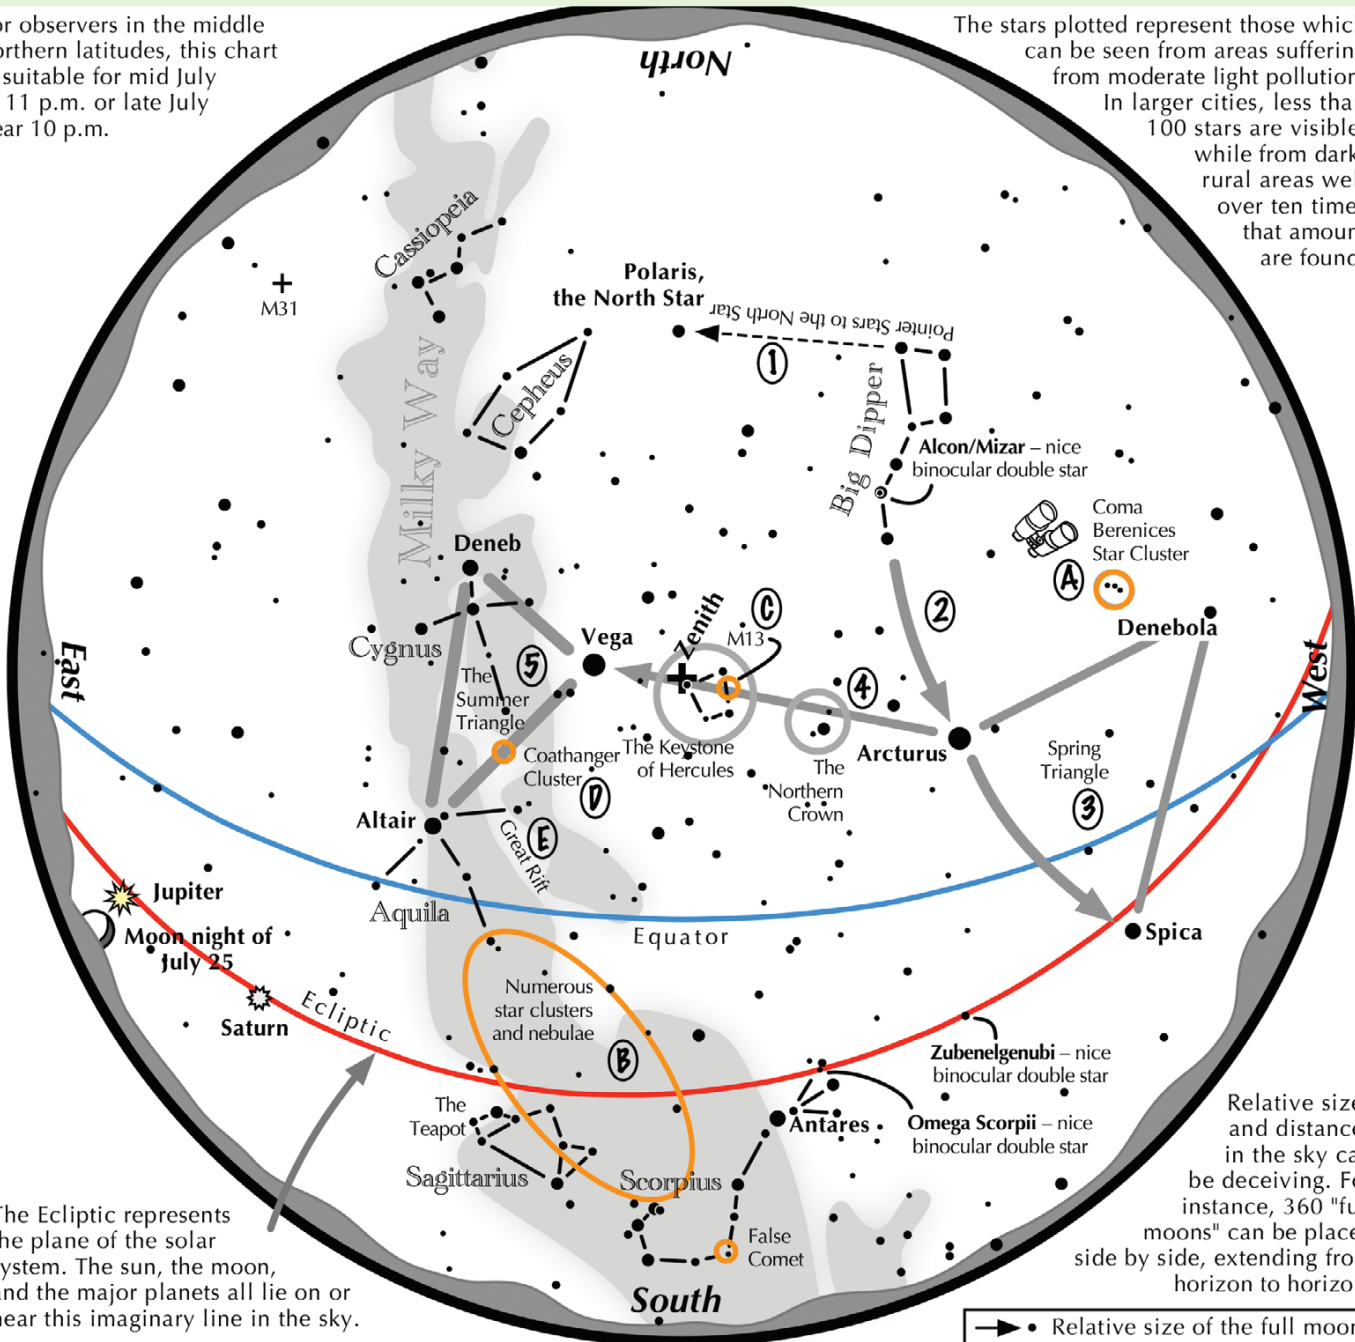 or observers in the middle
orthern latitudes, this chart
suitable for mid July
11 p.m. or late July
ear 10 p.m.
The stars plotted represent those whic
can be seen from areas sufferin
from moderate light pollution
In larger cities, less tha
100 stars are visible
while from dark
rural areas wel
over ten time
that amoun
are found
North
Cassiopeia
M31
Polaris,
the North Star
Pointer Stars to the North Star
1
Milky Way
Cepheus
Big Dipper
Alcon/Mizar – nice
binocular double star
Coma
Berenices
Star Cluster
A
Deneb
2
C
Zenith
M13
Denebola
East
Cygnus
Vega
5
The
Summer
Triangle
4
West
Coathanger
Cluster
D
The Keystone
of Hercules
Arcturus
The
Northern
Crown
Spring
Triangle
3
Altair
E
Great Rift
Jupiter
Aquila
Moon night of
July 25
Equator
Spica
Saturn
Ecliptic
Numerous
star clusters
and nebulae
B
Zubenelgenubi – nice
binocular double star
The
Teapot
Antares
Omega Scorpii – nice
binocular double star
Sagittarius
Scorpius
False
Comet
South
The Ecliptic represents
he plane of the solar
ystem. The sun, the moon,
nd the major planets all lie on or
near this imaginary line in the sky.
Relative size
and distance
in the sky ca
be deceiving. Fo
instance, 360 "fu
moons" can be place
side by side, extending fro
horizon to horizo
Relative size of the full moon